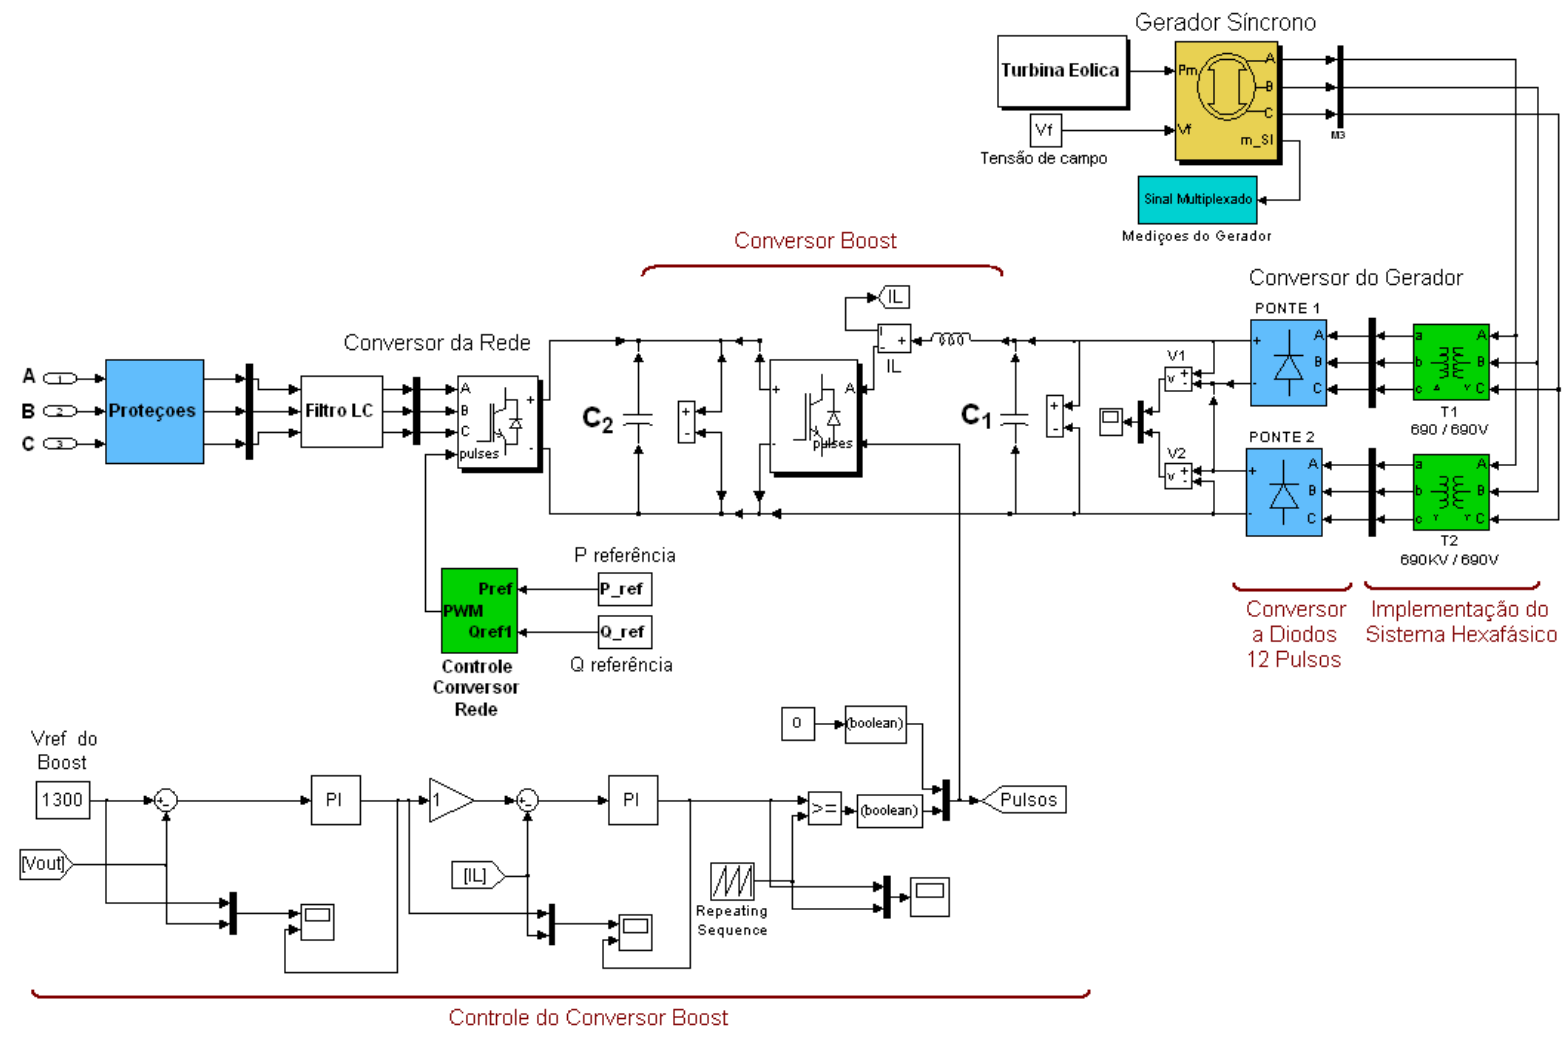 Gerador Síncrono
Turbina Eolica
Pm
A
B
C
Vf
m_SI
M3
Vf
Tensão de campo
Sinal Multiplexado
Mediçoes do Gerador
Conversor Boost
Conversor do Gerador
PONTE 1
A
B
C
+
-
a
b
c
A
B
C
Δ
Y
T1
690 / 690V
V1
v
+
-
V2
v
+
-
PONTE 2
A
B
C
+
-
a
b
c
A
B
C
Y
Y
T2
690KV / 690V
IL
i
+
-
IL
Conversor da Rede
A
B
C
1
2
3
Proteçoes
Filtro LC
A
B
C
pulses
+
-
C2
+
-
+
-
A
pulses
C1
+
-
P referência
Pref
P_ref
PWM
Qref1
Q_ref
Q referência
Controle
Conversor
Rede
Conversor
a Diodos
12 Pulsos
Implementação do
Sistema Hexafásico
Vref do
Boost
1300
+
-
PI
1
+
-
PI
>=
0
(boolean)
(boolean)
Pulsos
[Vout]
[IL]
Repeating
Sequence
Controle do Conversor Boost